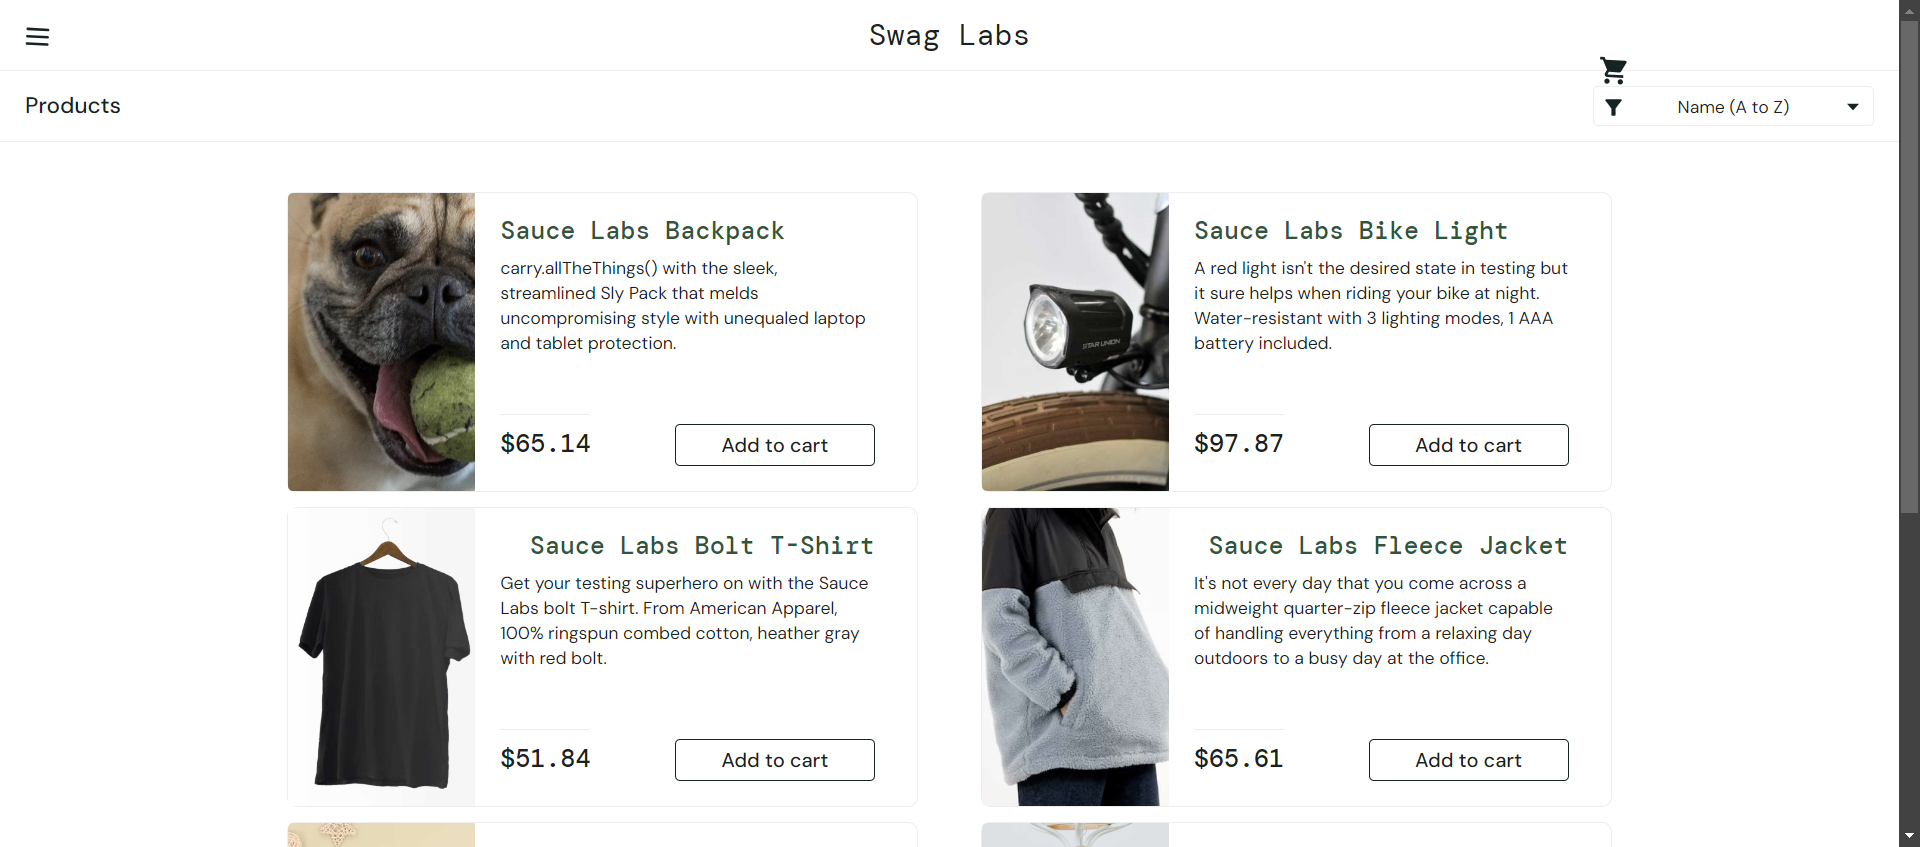 Swag Labs
Products
Name (A to Z)
Sauce Labs Backpack
carry.allTheThings() with the sleek,
streamlined Sly Pack that melds
uncompromising style with unequaled laptop
and tablet protection.
$65.14
Add to cart
Sauce Labs Bike Light
A red light isn't the desired state in testing but
it sure helps when riding your bike at night.
Water-resistant with 3 lighting modes, 1 AAA
battery included.
STAR UNION
$97.87
Add to cart
Sauce Labs Bolt T-Shirt
Get your testing superhero on with the Sauce
Labs bolt T-shirt. From American Apparel,
100% ringspun combed cotton, heather gray
with red bolt.
$51.84
Add to cart
Sauce Labs Fleece Jacket
It's not every day that you come across a
midweight quarter-zip fleece jacket capable
of handling everything from a relaxing day
outdoors to a busy day at the office.
$65.61
Add to cart